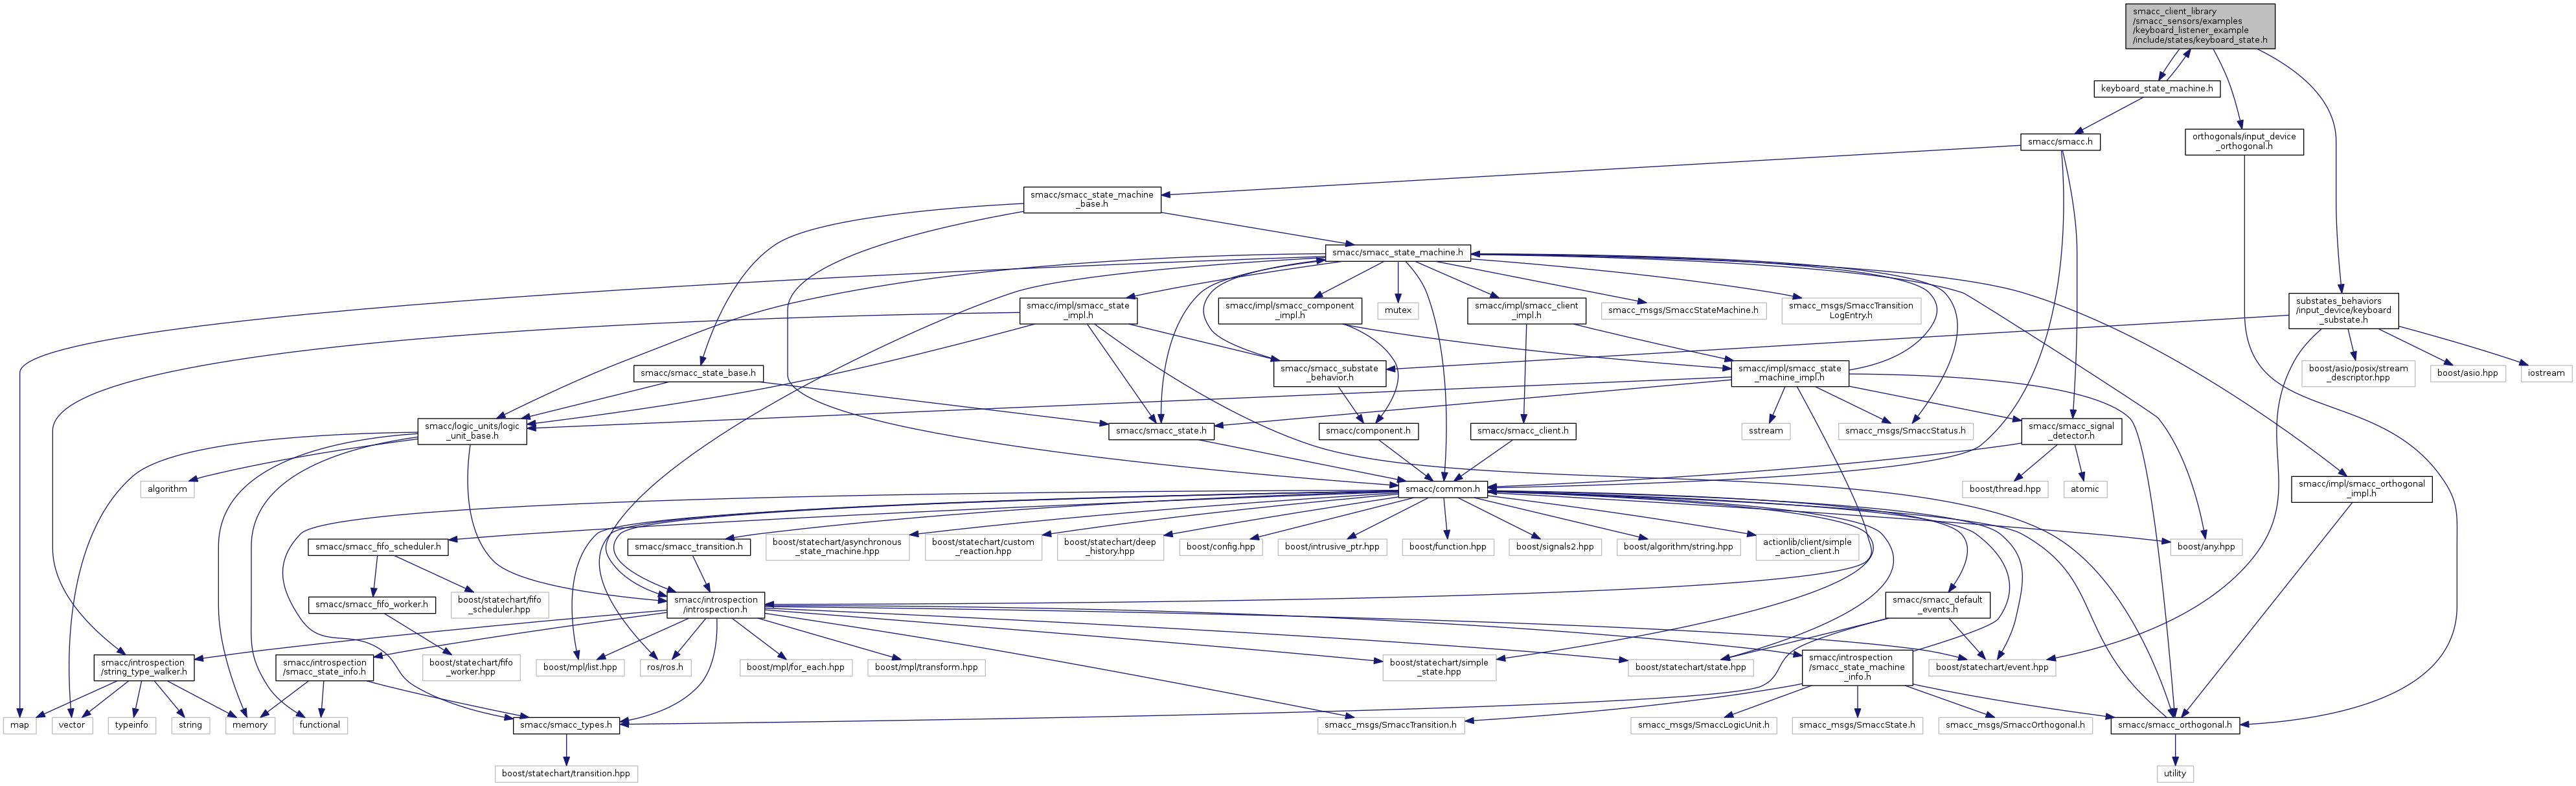 smacc_client_library
/smacc_sensors/examples
/keyboard_listener_example
/include/states/keyboard_state.h
keyboard_state_machine.h
smacc/smacc.h
orthogonals/input_device
_orthogonal.h
smacc/smacc_state_machine
_base.h
smacc/smacc_state_machine.h
smacc/impl/smacc_state
_impl.h
smacc/impl/smacc_component
_impl.h
mutex
smacc/impl/smacc_client
_impl.h
smacc_msgs/SmaccStateMachine.h
smacc_msgs/SmaccTransition
LogEntry.h
substates_behaviors
/input_device/keyboard
_substate.h
smacc/smacc_state_base.h
smacc/smacc_substate
_behavior.h
smacc/impl/smacc_state
_machine_impl.h
boost/asio/posix/stream
_descriptor.hpp
boost/asio.hpp
iostream
smacc/logic_units/logic
_unit_base.h
smacc/smacc_state.h
smacc/component.h
smacc/smacc_client.h
sstream
smacc_msgs/SmaccStatus.h
smacc/smacc_signal
_detector.h
algorithm
smacc/common.h
boost/thread.hpp
atomic
smacc/impl/smacc_orthogonal
_impl.h
smacc/smacc_fifo_scheduler.h
smacc/smacc_transition.h
boost/statechart/asynchronous
_state_machine.hpp
boost/statechart/custom
_reaction.hpp
boost/statechart/deep
_history.hpp
boost/config.hpp
boost/intrusive_ptr.hpp
boost/function.hpp
boost/signals2.hpp
boost/algorithm/string.hpp
actionlib/client/simple
_action_client.h
boost/any.hpp
smacc/smacc_fifo_worker.h
boost/statechart/fifo
_scheduler.hpp
smacc/introspection
/introspection.h
smacc/smacc_default
_events.h
smacc/introspection
/string_type_walker.h
smacc/introspection
/smacc_state_info.h
boost/statechart/fifo
_worker.hpp
boost/mpl/list.hpp
ros/ros.h
boost/mpl/for_each.hpp
boost/mpl/transform.hpp
boost/statechart/simple
_state.hpp
boost/statechart/state.hpp
smacc/introspection
/smacc_state_machine
_info.h
boost/statechart/event.hpp
map
vector
typeinfo
string
memory
functional
smacc/smacc_types.h
smacc_msgs/SmaccTransition.h
smacc_msgs/SmaccLogicUnit.h
smacc_msgs/SmaccState.h
smacc_msgs/SmaccOrthogonal.h
smacc/smacc_orthogonal.h
boost/statechart/transition.hpp
utility